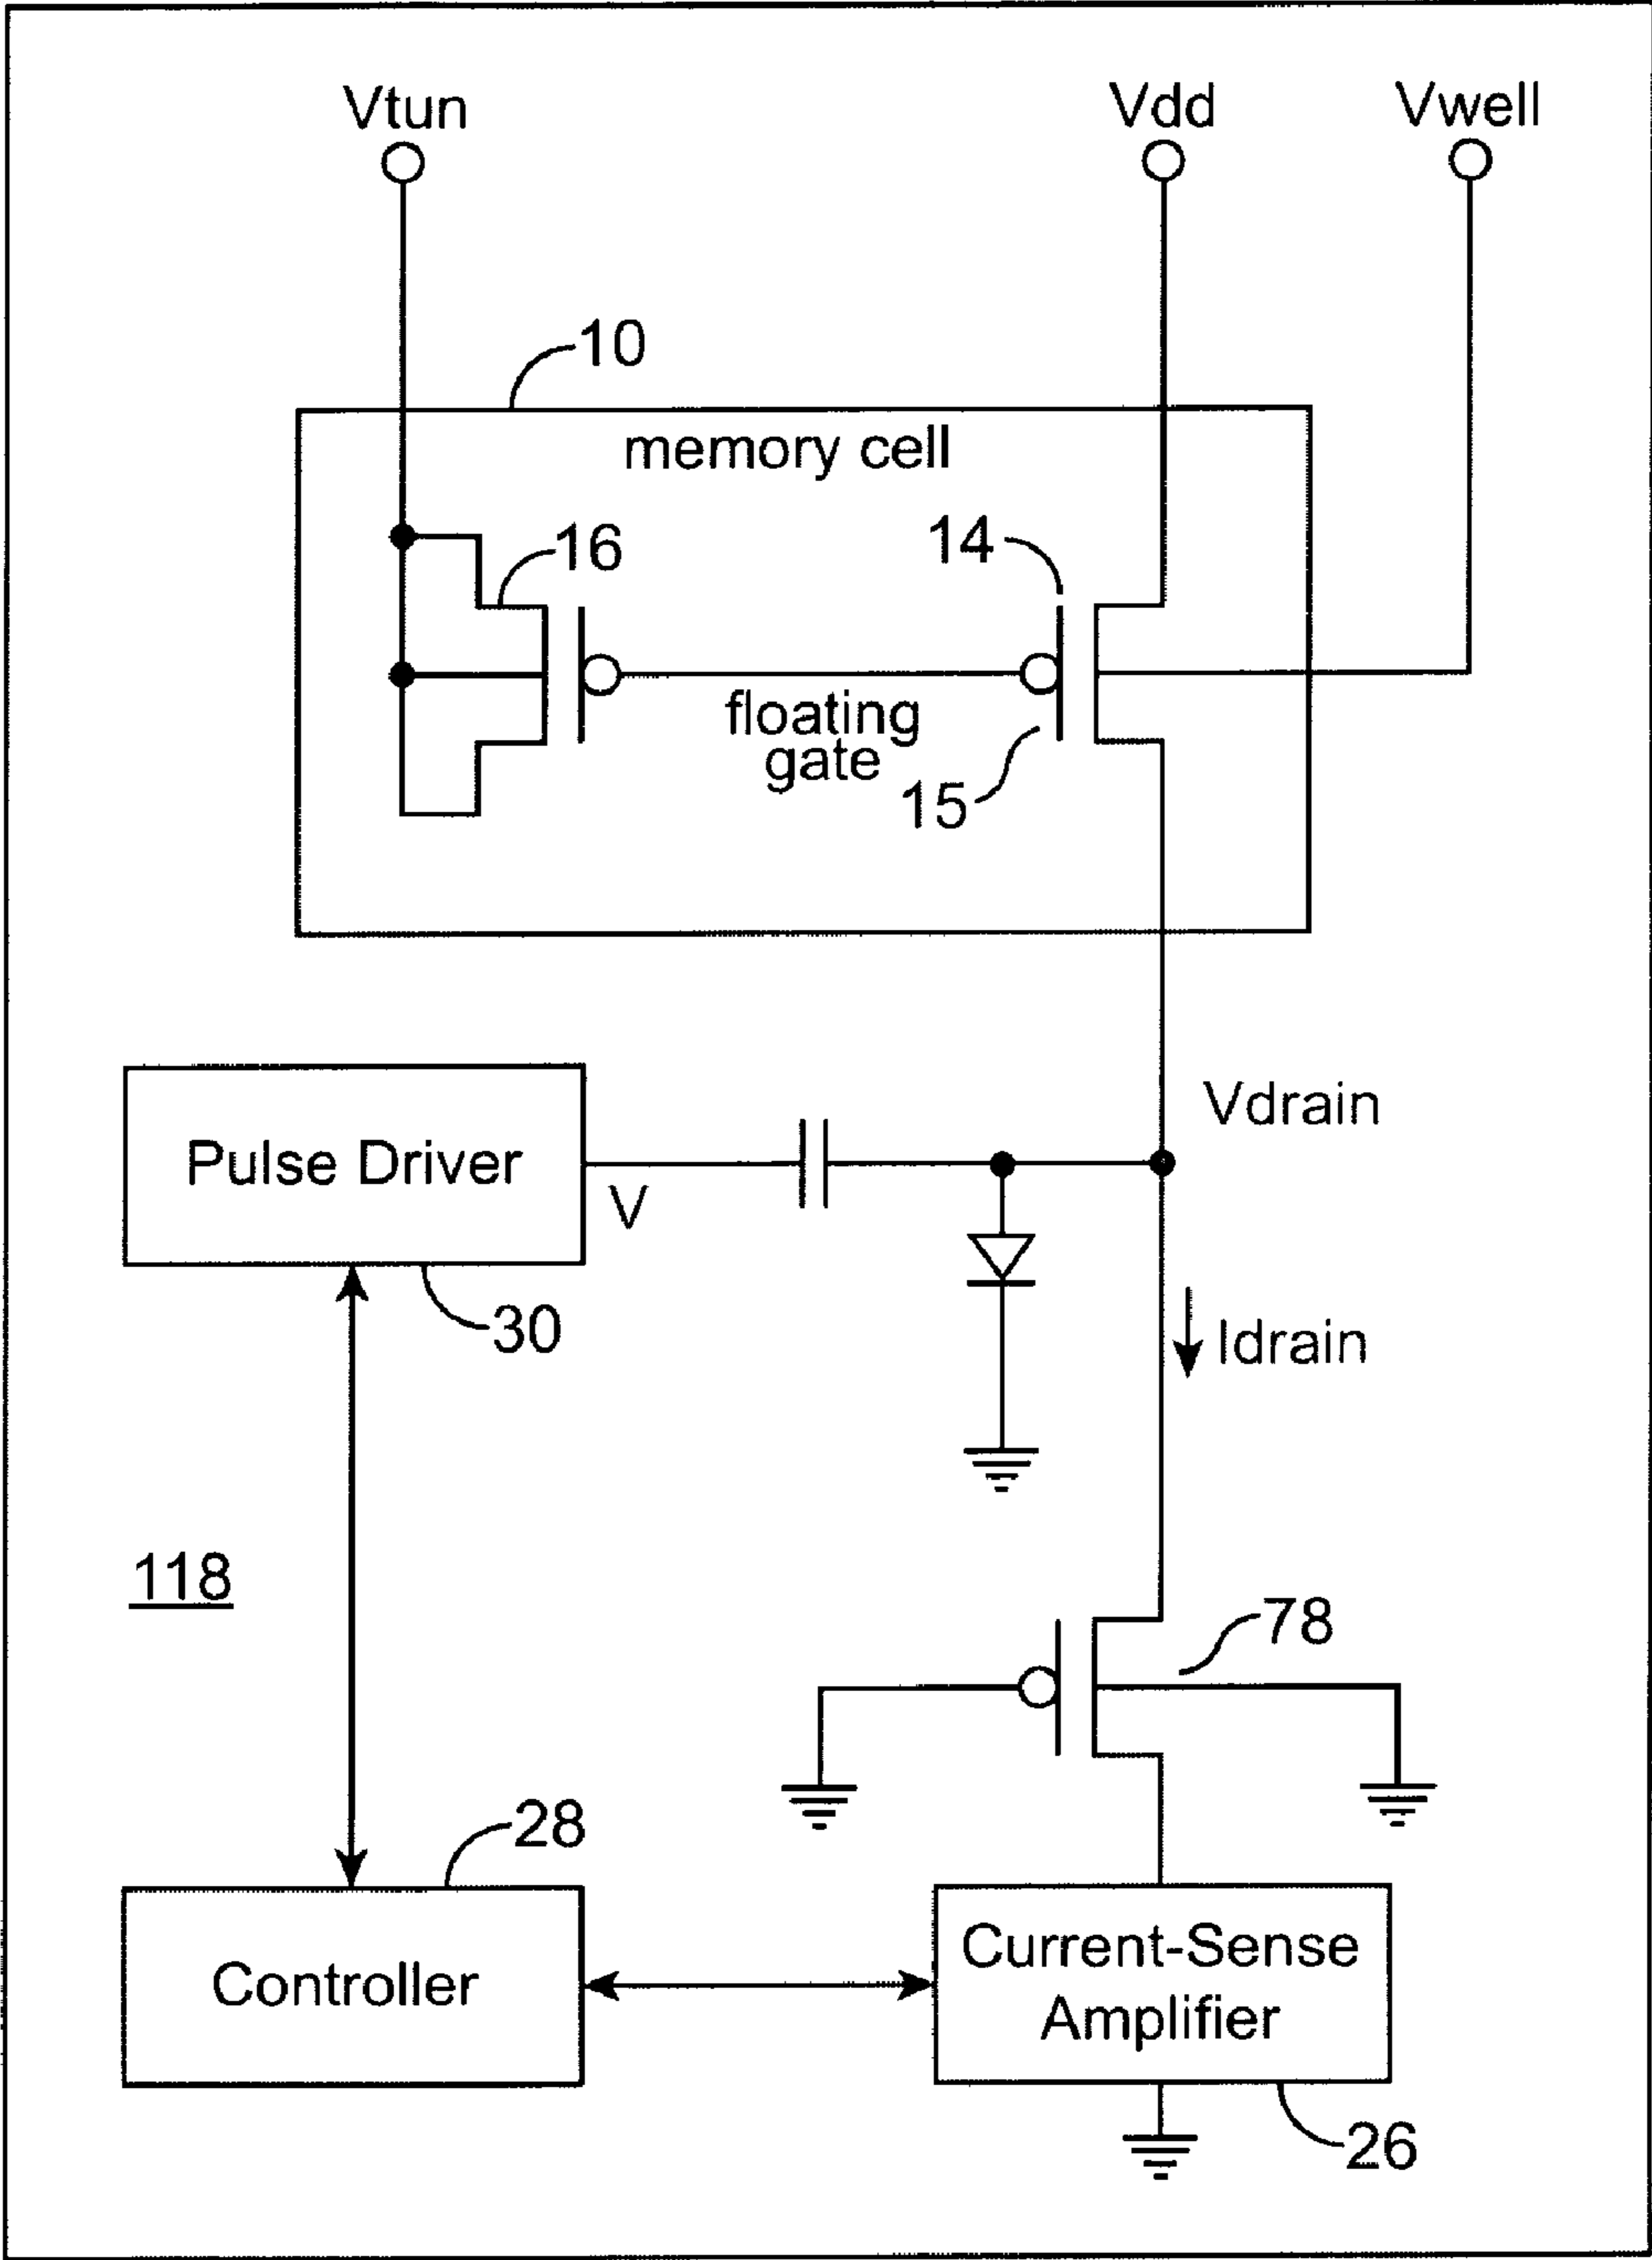 Vtun
Vdd
Vwell
10
memory cell
16
14
floating
gate
15
Vdrain
Pulse Driver
V
30
Idrain
118
78
28
Controller
Current-Sense
Amplifier
26